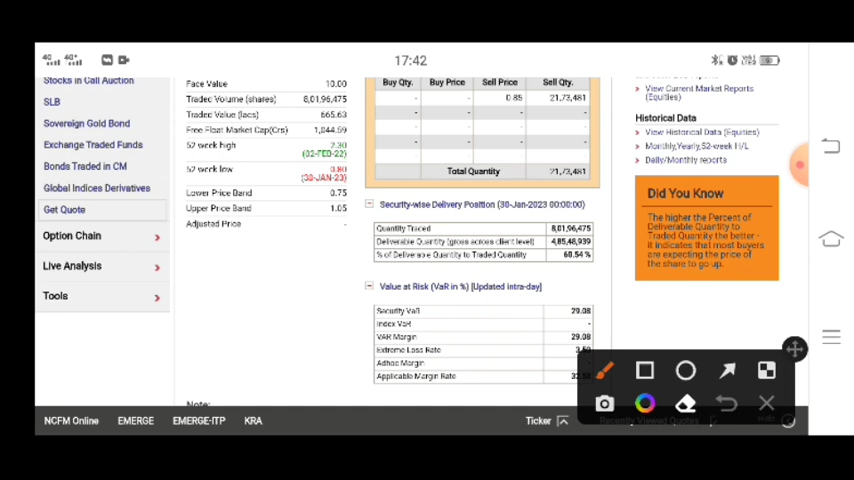 17:42
Stocks in Call Auction
SLB
Sovereign Gold Bond
Exchange Traded Funds
Bonds Traded in CM
Global Indices Derivatives
Get Quote
Option Chain
Live Analysis
Tools
Face Value 10.00
Traded Volume (shares) 8,01,96,475
Traded Value (lacs) 665.63
Free Float Market Cap(Crs) 1,044.59
52 week high 2.30
(02-FEB-22)
52 week low 0.80
(30-JAN-23)
Lower Price Band 0.75
Upper Price Band 1.05
Adjusted Price -
Buy Qty. Buy Price Sell Price Sell Qty.
- - 0.85 21,73,481
Total Quantity 21,73,481
Security-wise Delivery Position (30-Jan-2023 00:00:00)
Quantity Traded 8,01,96,475
Deliverable Quantity (gross across client level) 4,85,48,939
% of Deliverable Quantity to Traded Quantity 60.54 %
Value at Risk (VaR in %) [Updated intra-day]
Security VaR 29.08
Index VaR -
VAR Margin 29.08
Extreme Loss Rate 3.50
Adhoc Margin
Applicable Margin Rate
Note:
View Current Market Reports
(Equities)
Historical Data
View Historical Data (Equities)
Monthly,Yearly,52-week H/L
Daily/Monthly reports
Did You Know
The higher the Percent of
Deliverable Quantity to
Traded Quantity the better -
it indicates that most buyers
are expecting the price of
the share to go up.
NCFM Online EMERGE EMERGE-ITP KRA Ticker Recently Viewed Quotes